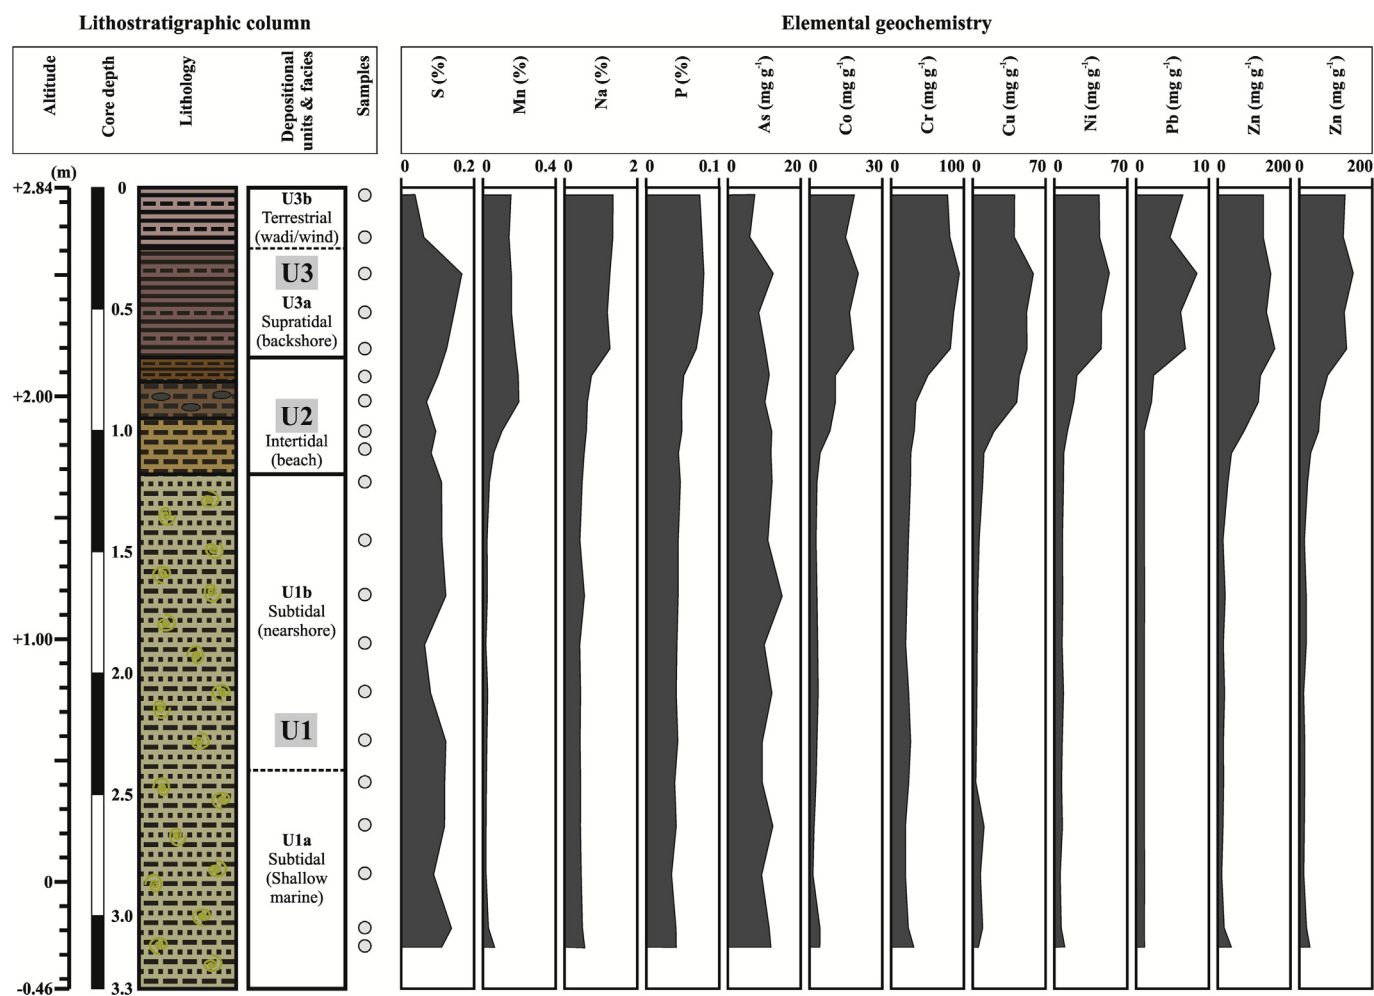 Lithostratigraphic column
Elemental geochemistry
Altitude
Core depth
Lithology
Depositional
units & facies
Samples
S (%)
Mn (%)
Na (%)
P (%)
As (mg g⁻¹)
Co (mg g⁻¹)
Cr (mg g⁻¹)
Cu (mg g⁻¹)
Ni (mg g⁻¹)
Pb (mg g⁻¹)
Zn (mg g⁻¹)
Zn (mg g⁻¹)
(m)
0 0.2 0 0.4 0 2 0 0.1 0 20 0 30 0 100 0 70 0 70 0 10 0 200 0 200
+2.84 0
U3b
Terrestrial
(wadi/wind)
U3
0.5
U3a
Supratidal
(backshore)
+2.00
U2
1.0
Intertidal
(beach)
1.5
U1b
Subtidal
(nearshore)
+1.00
2.0
U1
2.5
U1a
Subtidal
(Shallow
marine)
0
3.0
-0.46 3.3